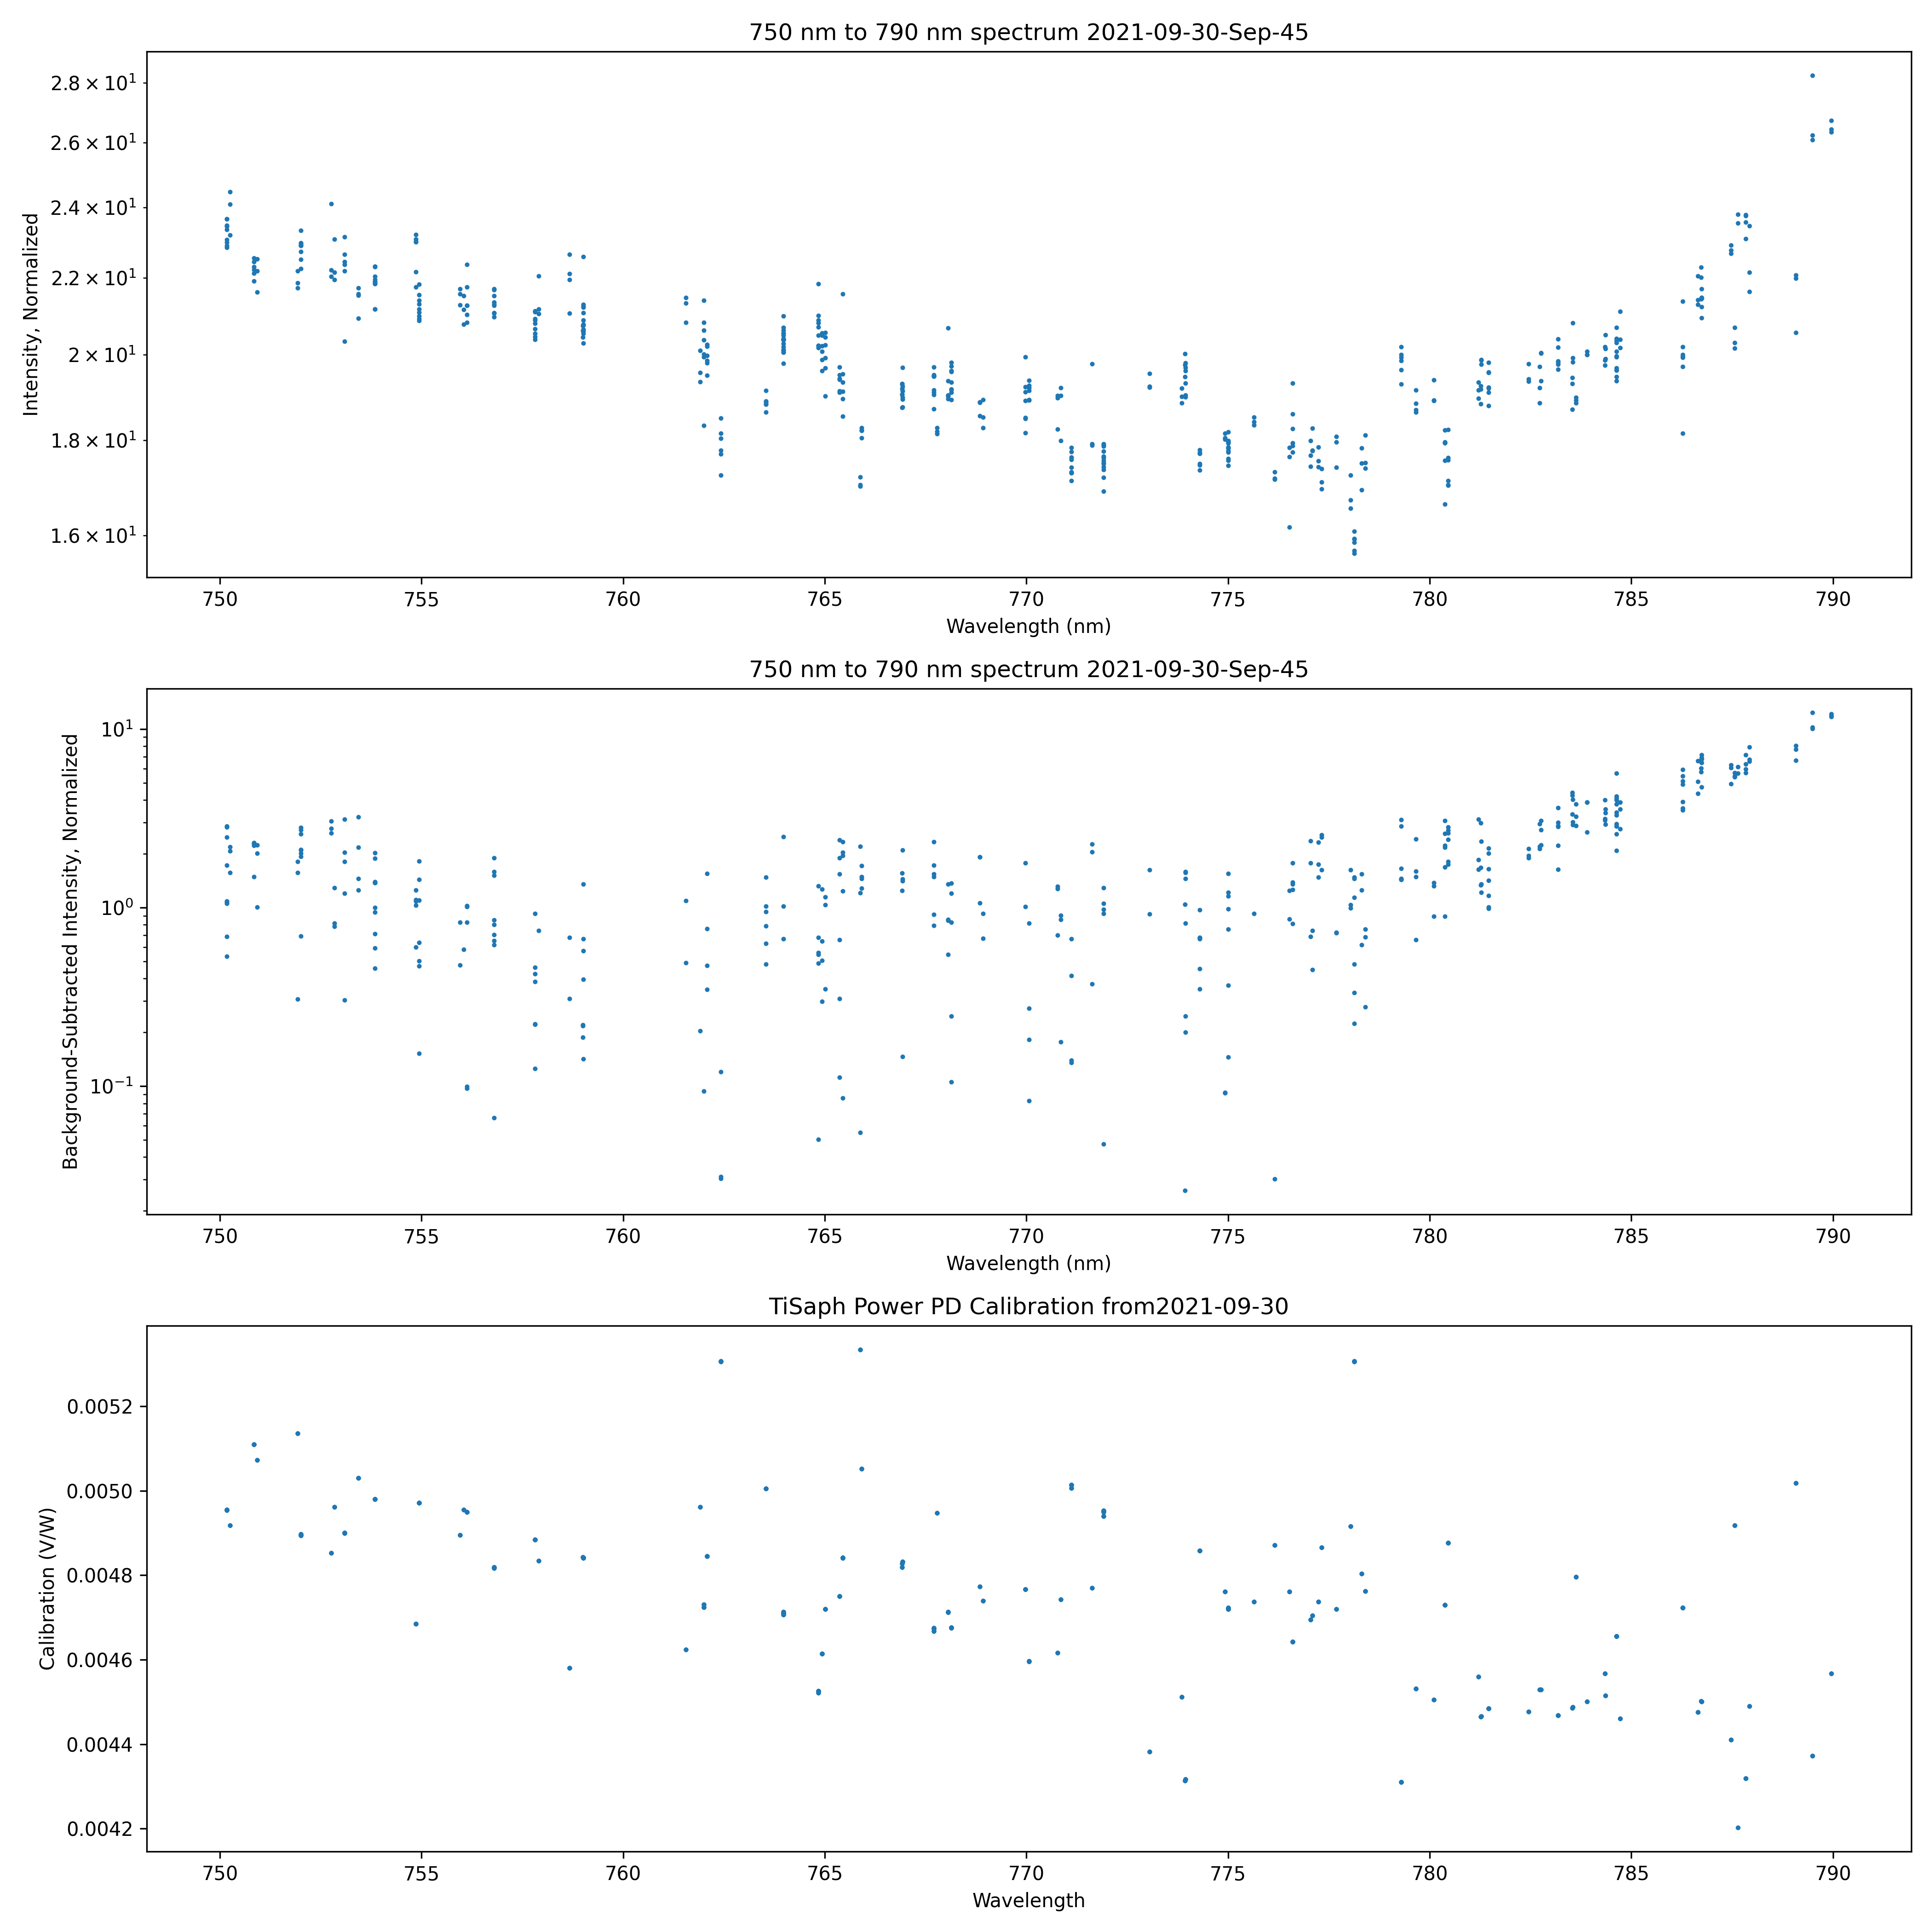 750 nm to 790 nm spectrum 2021-09-30-Sep-45
Intensity, Normalized
2.8 × 10¹
2.6 × 10¹
2.4 × 10¹
2.2 × 10¹
2 × 10¹
1.8 × 10¹
1.6 × 10¹
750 755 760 765 770 775 780 785 790
Wavelength (nm)
750 nm to 790 nm spectrum 2021-09-30-Sep-45
Background-Subtracted Intensity, Normalized
10¹
10⁰
10⁻¹
750 755 760 765 770 775 780 785 790
Wavelength (nm)
TiSaph Power PD Calibration from2021-09-30
Calibration (V/W)
0.0052
0.0050
0.0048
0.0046
0.0044
0.0042
750 755 760 765 770 775 780 785 790
Wavelength